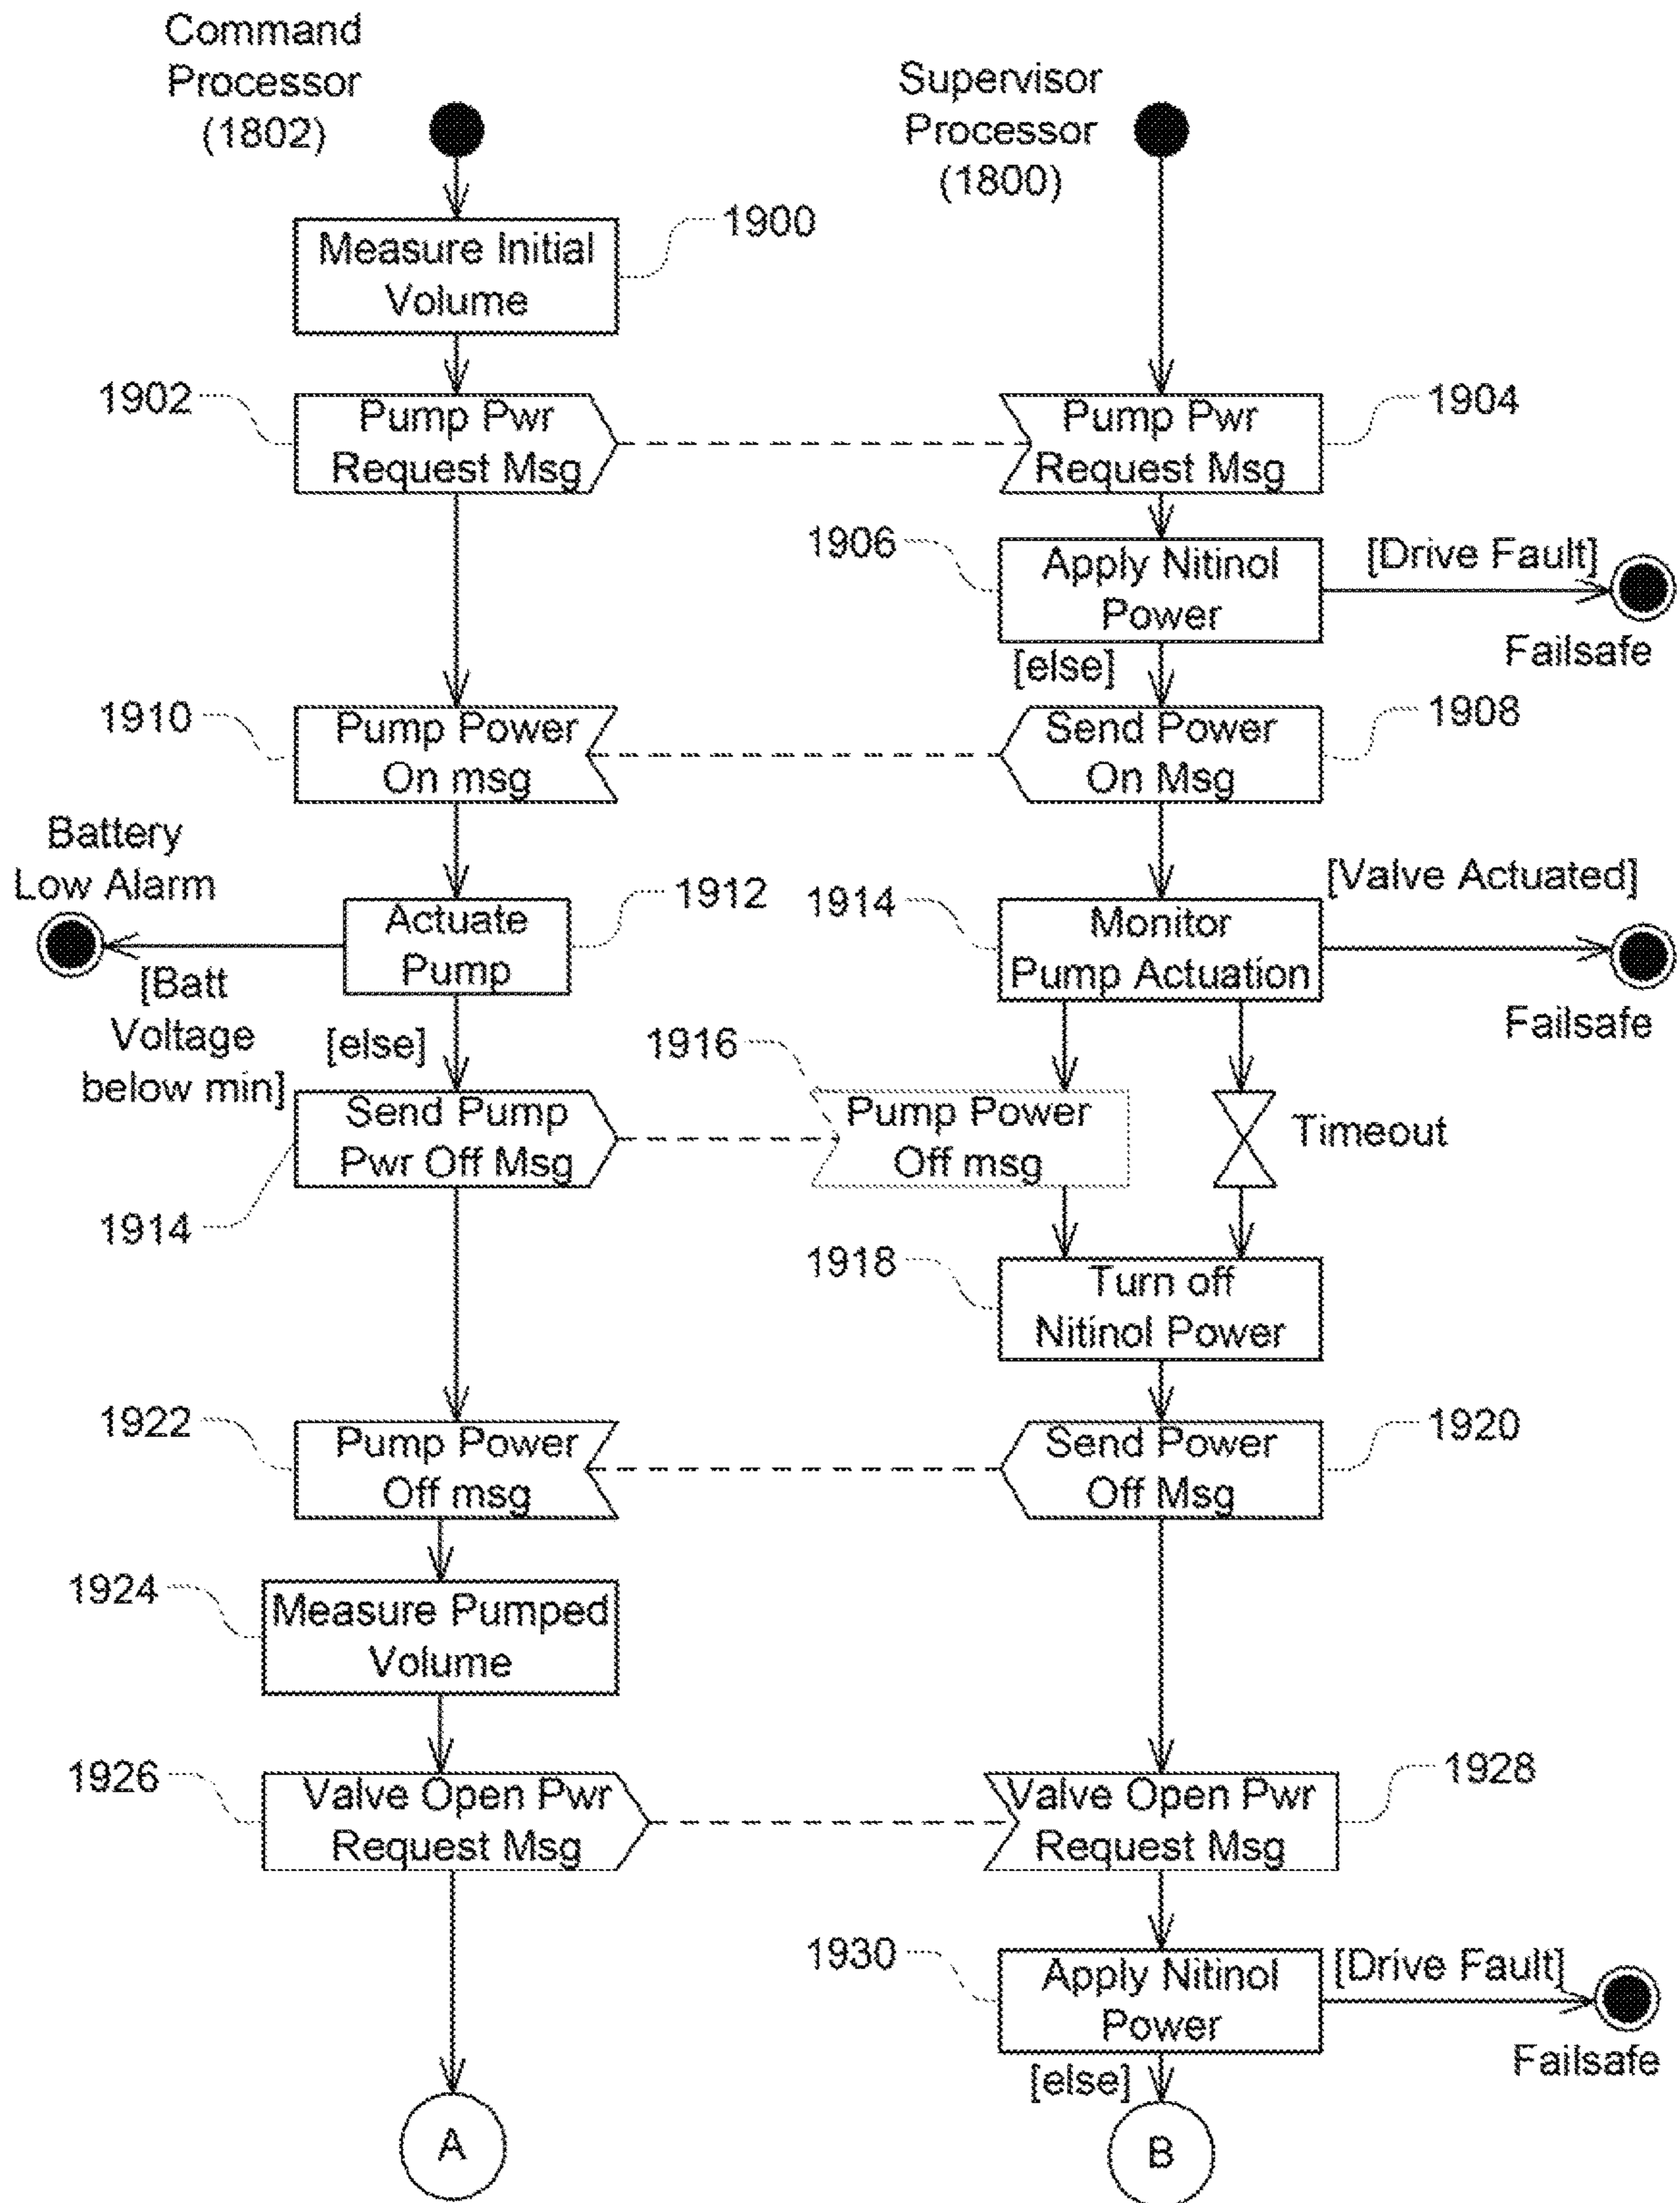 Command
Processor
(1802)
Supervisor
Processor
(1800)
Measure Initial
Volume
1900
1902
Pump Pwr
Request Msg
Pump Pwr
Request Msg
1904
1906
Apply Nitinol
Power
[Drive Fault]
Failsafe
[else]
1910
Pump Power
On msg
Send Power
On Msg
1908
Battery
Low Alarm
Actuate
Pump
1912
1914
Monitor
Pump Actuation
[Valve Actuated]
Failsafe
[Batt
Voltage
below min]
[else]
1916
Send Pump
Pwr Off Msg
Pump Power
Off msg
Timeout
1914
1918
Turn off
Nitinol Power
1922
Pump Power
Off msg
Send Power
Off Msg
1920
1924
Measure Pumped
Volume
1926
Valve Open Pwr
Request Msg
Valve Open Pwr
Request Msg
1928
1930
Apply Nitinol
Power
[Drive Fault]
Failsafe
[else]
A
B